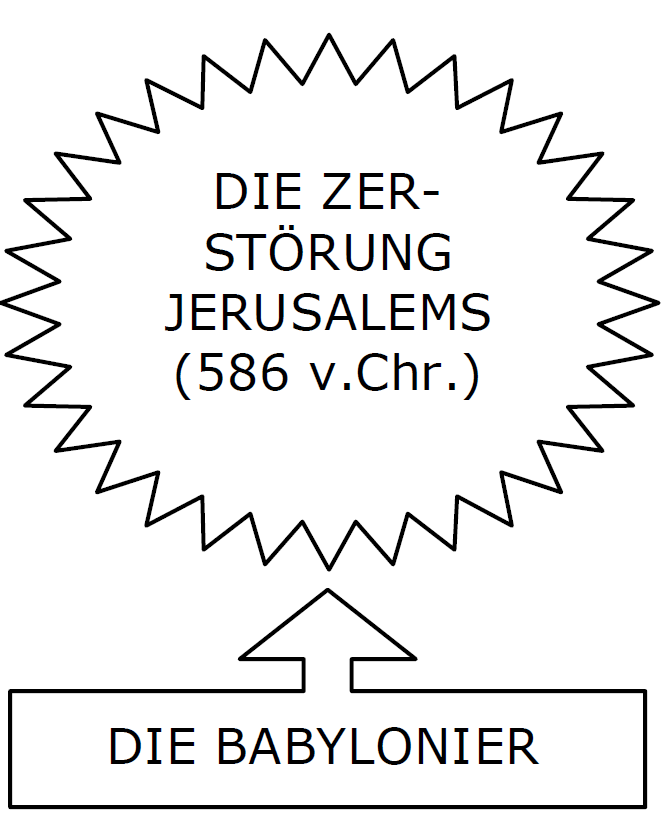 DIE ZER-
STÖRUNG
JERUSALEMS
(586 v.Chr.)
DIE BABYLONIER